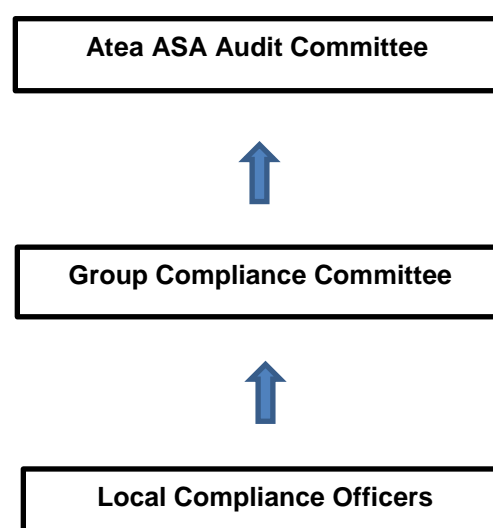 Atea ASA Audit Committee
Group Compliance Committee
Local Compliance Officers